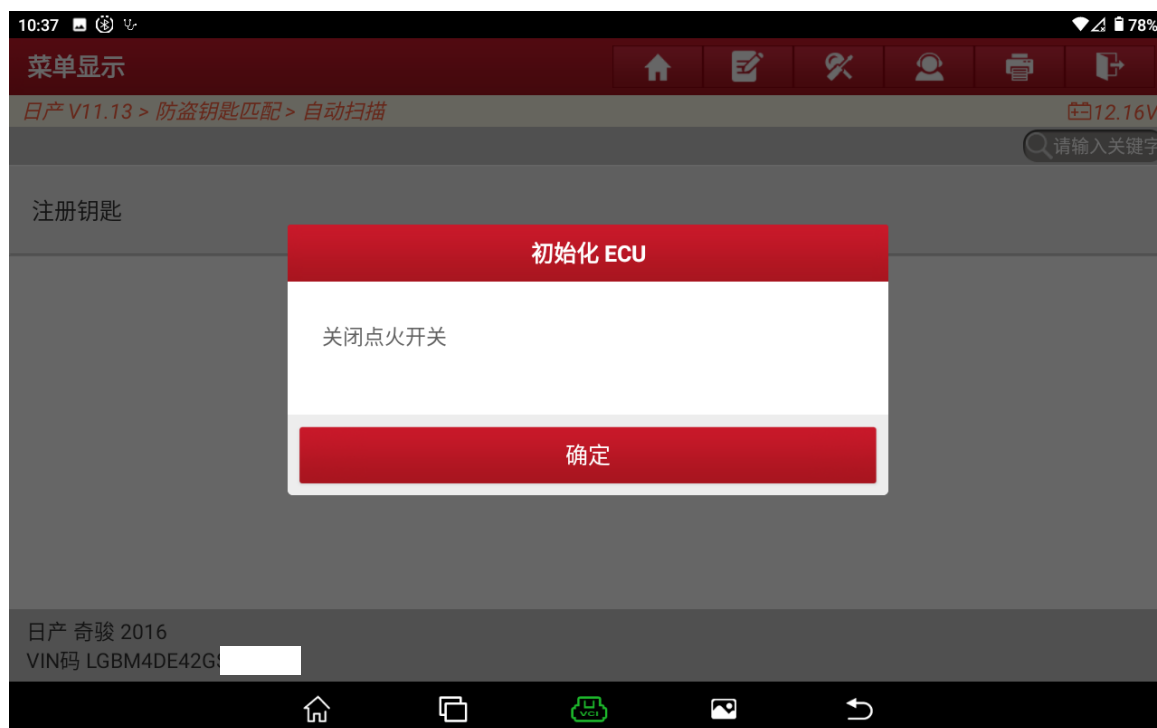 10:37
78%
菜单显示
日产 V11.13 > 防盗钥匙匹配 > 自动扫描
12.16V
请输入关键字
注册钥匙
初始化 ECU
关闭点火开关
确定
日产 奇骏 2016
VIN码 LGBM4DE42G
VCI